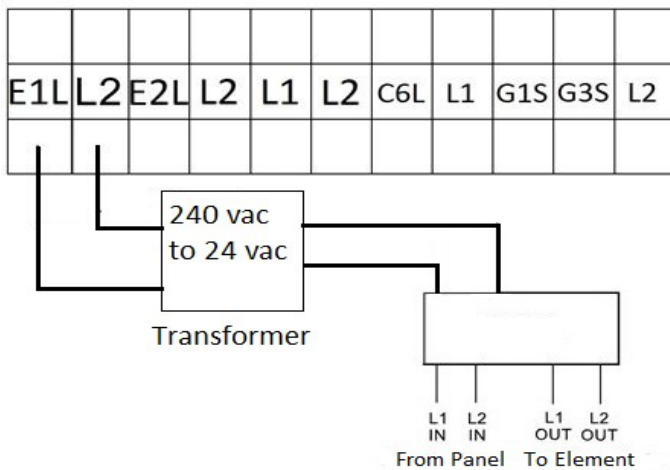 E1L L2 E2L L2 L1 L2 C6L L1 G1S G3S L2
240 vac
to 24 vac
Transformer
L1 L2 L1 L2
IN IN OUT OUT
From Panel To Element